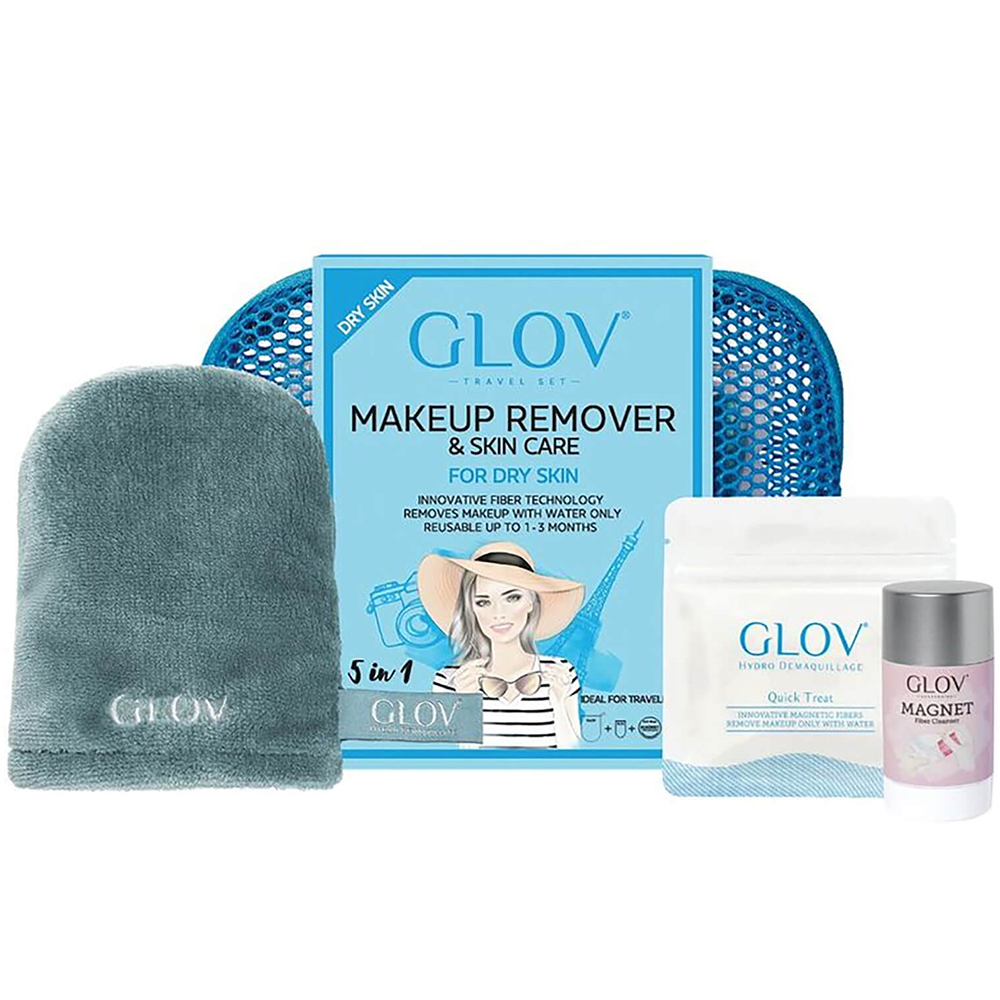 DRY SKIN
GLOV®
TRAVEL SET
MAKEUP REMOVER
& SKIN CARE
FOR DRY SKIN
INNOVATIVE FIBER TECHNOLOGY
REMOVES MAKEUP WITH WATER ONLY
REUSABLE UP TO 1-3 MONTHS
5 in 1
IDEAL FOR TRAVEL
GLOV
GLOV
GLOV®
HYDRO DEMAQUILLAGE
Quick Treat
INNOVATIVE MAGNETIC FIBERS
REMOVE MAKEUP ONLY WITH WATER
GLOV®
MAGNET
Fiber Cleanser